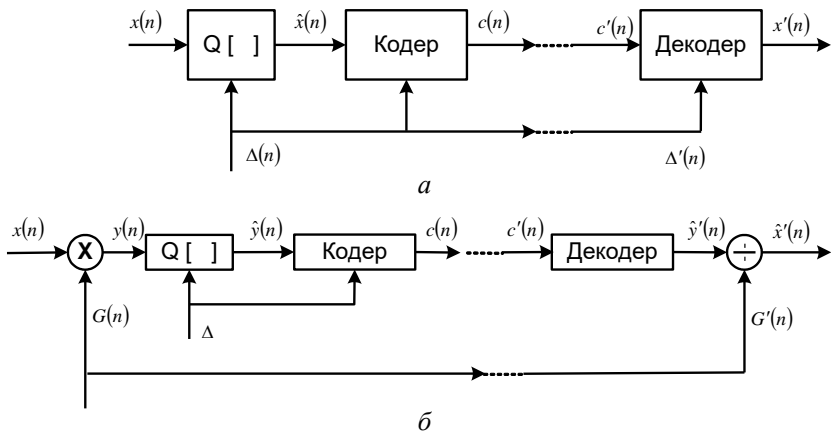 x(n) x̂(n) c(n) c′(n) x′(n)
Q [ ] Кодер Декодер
Δ(n) Δ′(n)
а
x(n) y(n) ŷ(n) c(n) c′(n) ŷ′(n) x̂′(n)
X Q [ ] Кодер Декодер ÷
G(n) Δ G′(n)
б